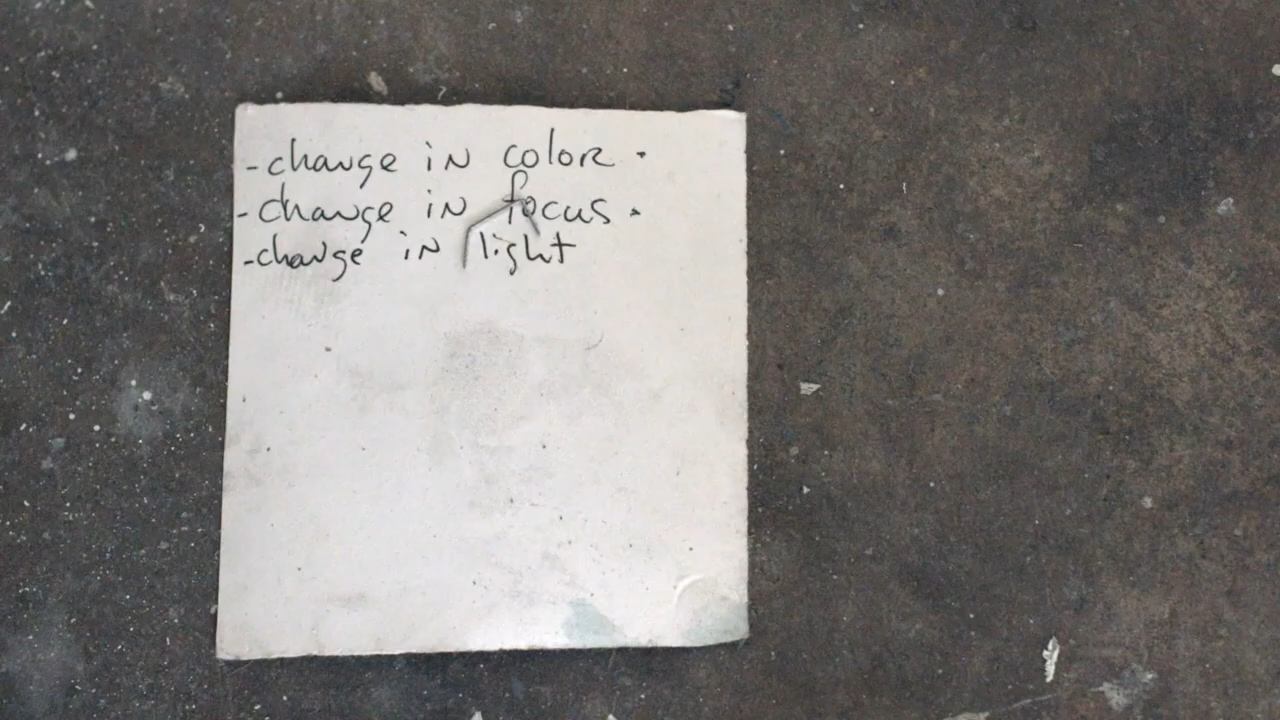 - change in color.
- change in focus.
- change in light